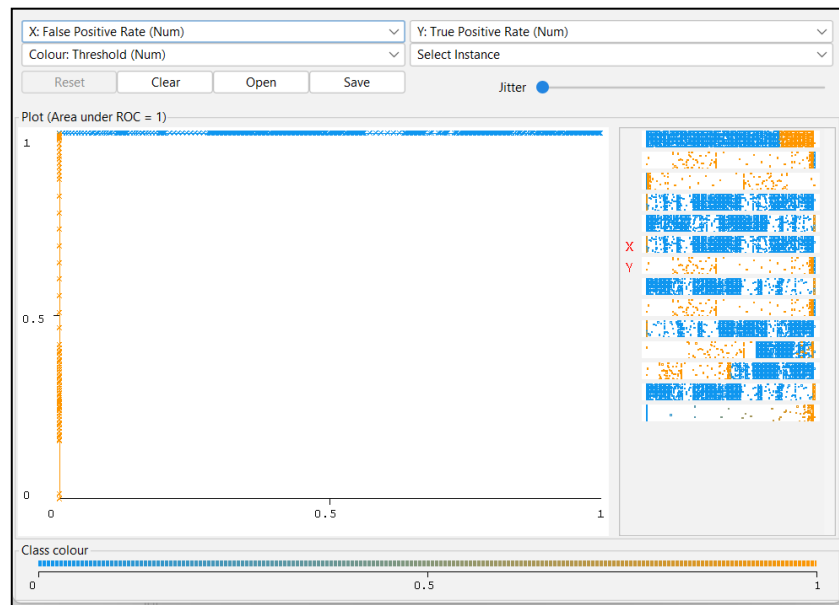 X: False Positive Rate (Num) Y: True Positive Rate (Num)
Colour: Threshold (Num) Select Instance
Reset Clear Open Save Jitter
Plot (Area under ROC = 1)
1
X
Y
0.5
0
0 0.5 1
Class colour
0 0.5 1